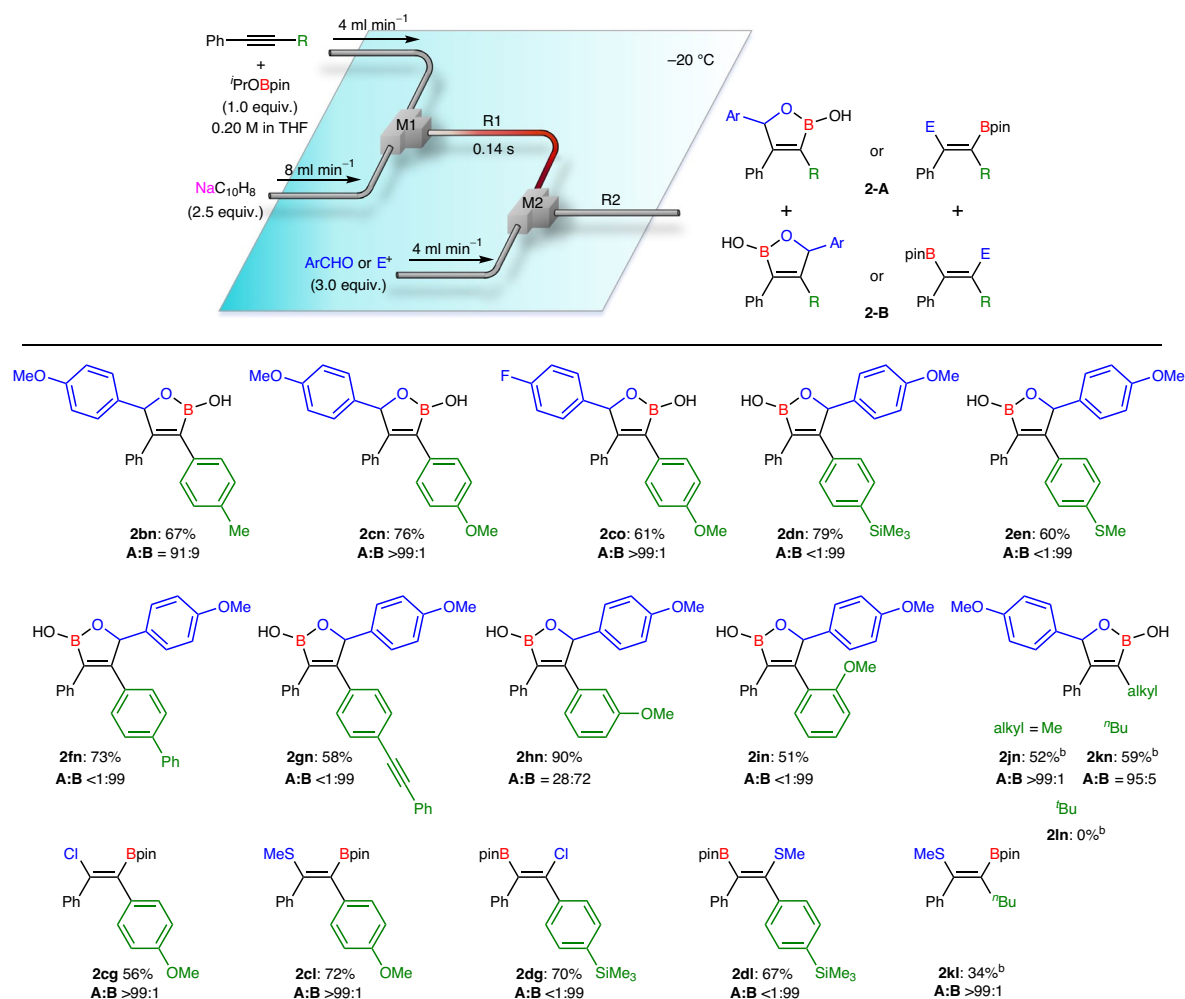 4 ml min⁻¹
Ph R
+
ⁱPrOBpin
(1.0 equiv.)
0.20 M in THF
–20 °C
M1
R1
0.14 s
8 ml min⁻¹
NaC₁₀H₈
(2.5 equiv.)
M2
R2
4 ml min⁻¹
ArCHO or E⁺
(3.0 equiv.)
Ar O B OH
Ph R
or
E Bpin
Ph R
2-A
+ +
HO B O Ar
Ph R
or
pinB E
Ph R
2-B
MeO O B OH
Ph
Me
2bn: 67%
A:B = 91:9
MeO O B OH
Ph
OMe
2cn: 76%
A:B >99:1
F O B OH
Ph
OMe
2co: 61%
A:B >99:1
HO B O OMe
Ph
SiMe₃
2dn: 79%
A:B <1:99
HO B O OMe
Ph
SMe
2en: 60%
A:B <1:99
HO B O OMe
Ph
Ph
2fn: 73%
A:B <1:99
HO B O OMe
Ph
Ph
2gn: 58%
A:B <1:99
HO B O OMe
Ph
OMe
2hn: 90%
A:B = 28:72
HO B O OMe
Ph
OMe
2in: 51%
A:B <1:99
MeO O B OH
Ph alkyl
alkyl = Me ⁿBu
2jn: 52%ᵇ 2kn: 59%ᵇ
A:B >99:1 A:B = 95:5
ᵗBu
2ln: 0%ᵇ
Cl Bpin
Ph
OMe
2cg 56%
A:B >99:1
MeS Bpin
Ph
OMe
2cl: 72%
A:B >99:1
pinB Cl
Ph
SiMe₃
2dg: 70%
A:B <1:99
pinB SMe
Ph
SiMe₃
2dl: 67%
A:B <1:99
MeS Bpin
Ph ⁿBu
2kl: 34%ᵇ
A:B >99:1